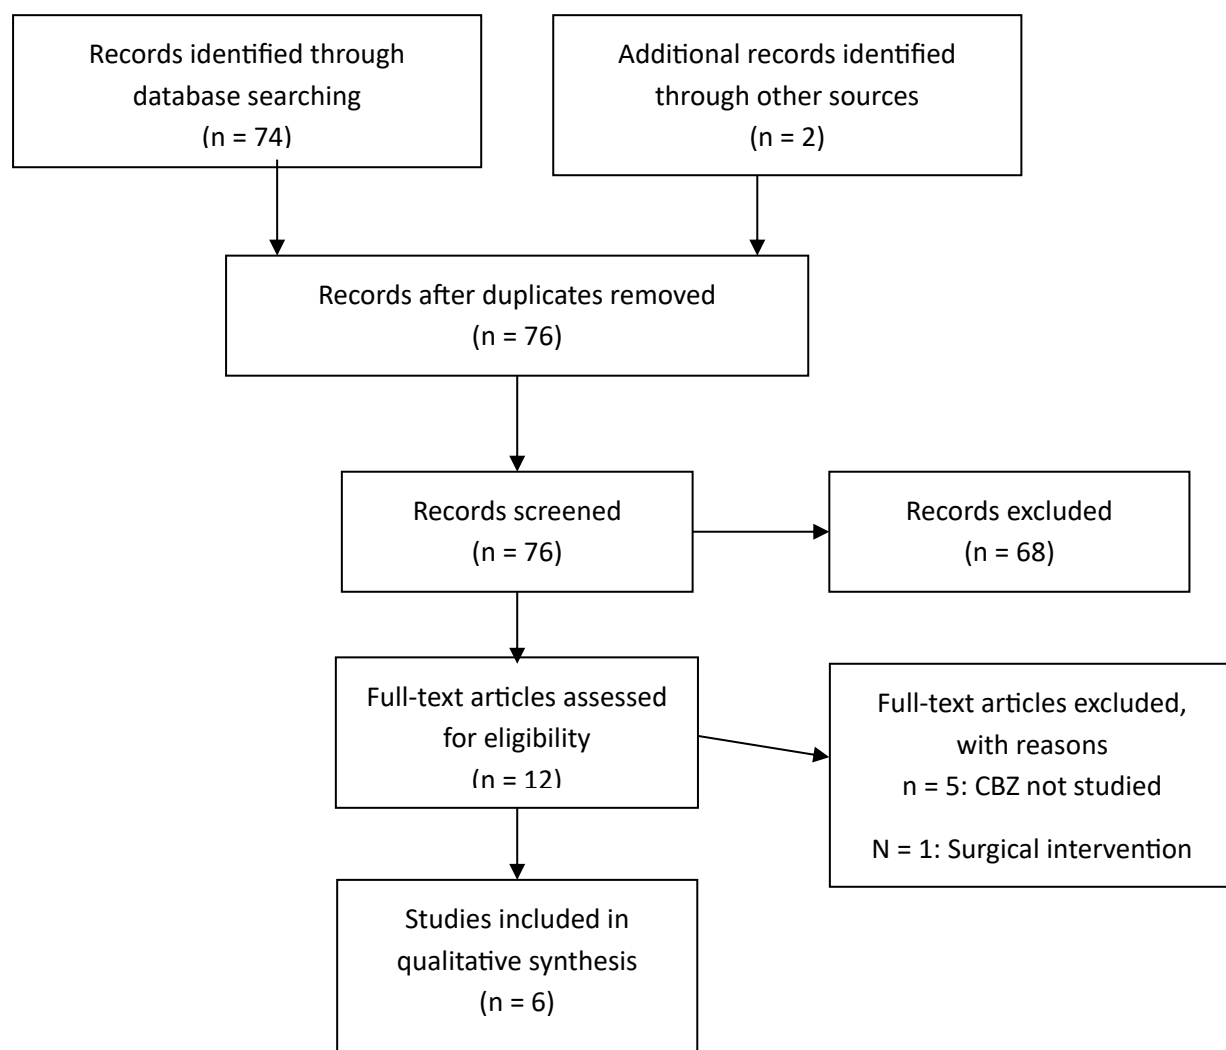 Records identified through
database searching
(n = 74)
Additional records identified
through other sources
(n = 2)
Records after duplicates removed
(n = 76)
Records screened
(n = 76)
Records excluded
(n = 68)
Full-text articles assessed
for eligibility
(n = 12)
Full-text articles excluded,
with reasons
n = 5: CBZ not studied
N = 1: Surgical intervention
Studies included in
qualitative synthesis
(n = 6)